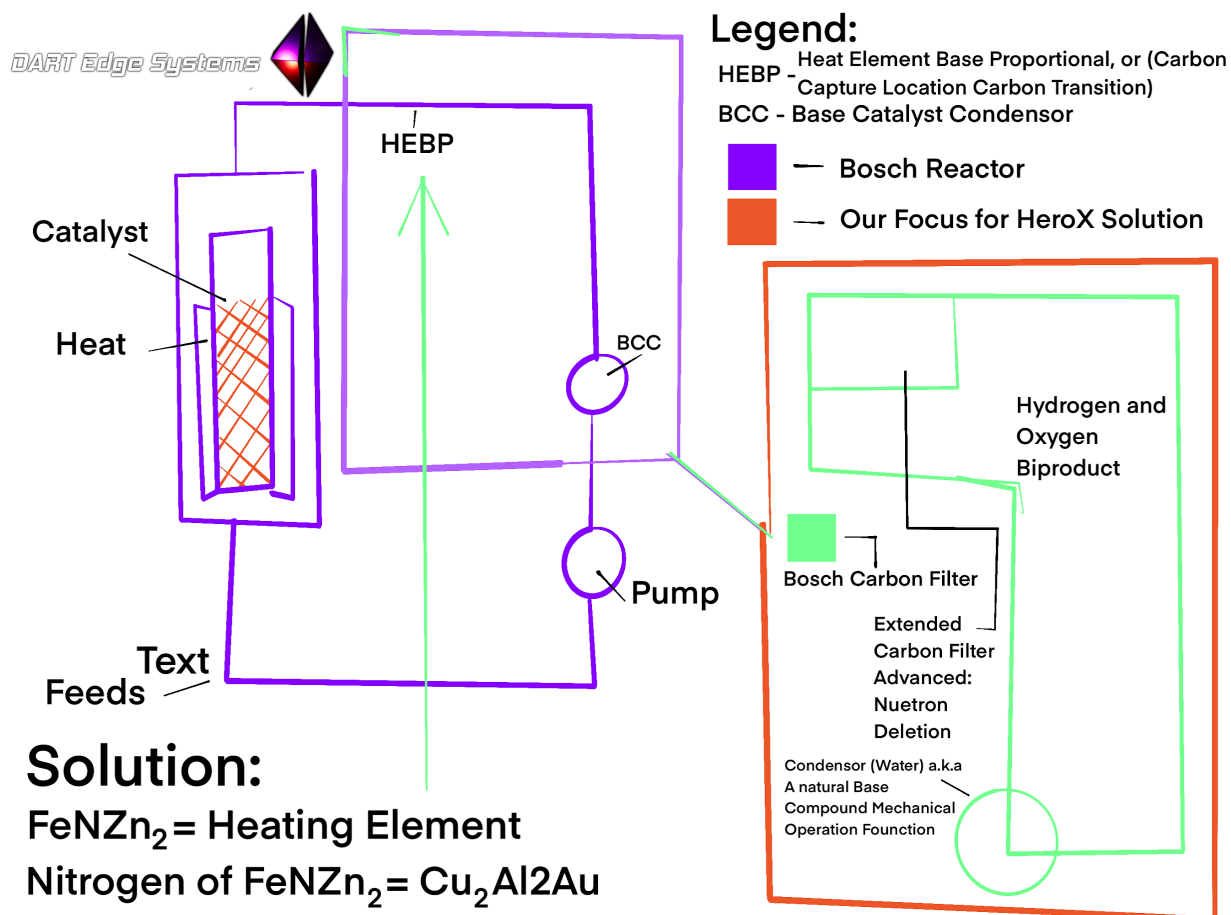 DART Edge Systems
Legend:
HEBP - Heat Element Base Proportional, or (Carbon
Capture Location Carbon Transition)
BCC - Base Catalyst Condensor
Bosch Reactor
Our Focus for HeroX Solution
HEBP
Catalyst
Heat
BCC
Pump
Text
Feeds
Hydrogen and
Oxygen
Biproduct
Bosch Carbon Filter
Extended
Carbon Filter
Advanced:
Nuetron
Deletion
Condensor (Water) a.k.a
A natural Base
Compound Mechanical
Operation Founction
Solution:
FeNZn₂ = Heating Element
Nitrogen of FeNZn₂ = Cu₂Al2Au